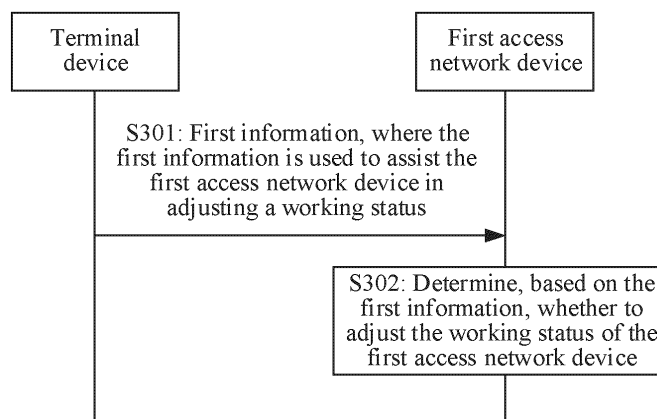 Terminal
device
First access
network device
S301: First information, where the
first information is used to assist the
first access network device in
adjusting a working status
S302: Determine, based on the
first information, whether to
adjust the working status of the
first access network device